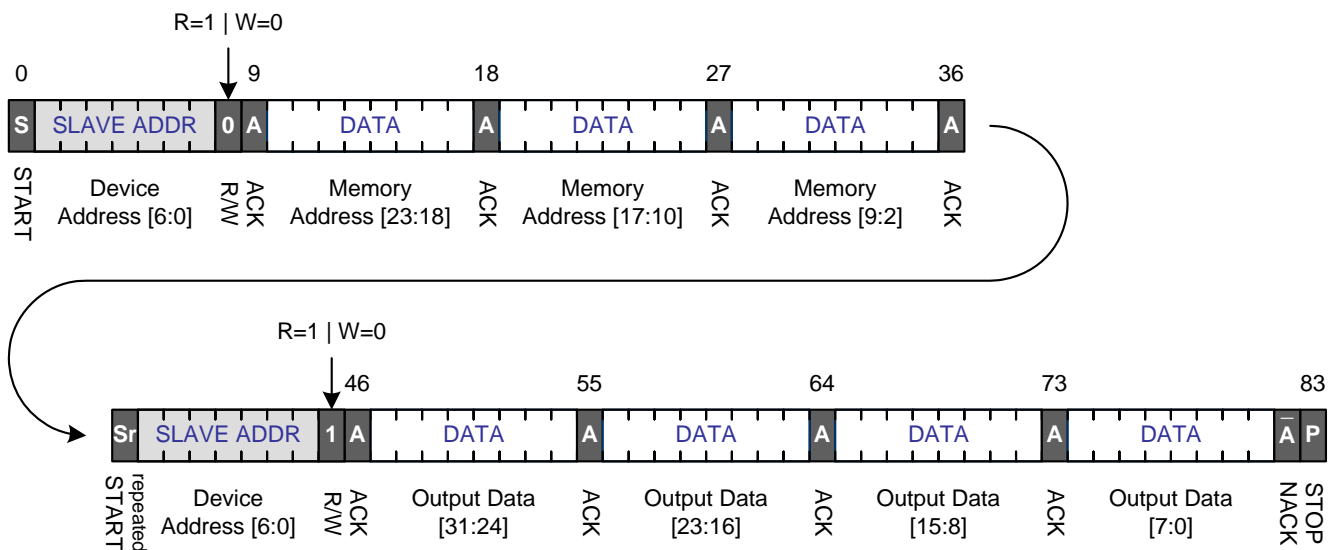 R=1 | W=0
0 9 18 27 36
S SLAVE ADDR 0 A DATA A DATA A DATA A
START Device Address [6:0] R/W ACK Memory Address [23:18] ACK Memory Address [17:10] ACK Memory Address [9:2] ACK
R=1 | W=0
46 55 64 73 83
Sr SLAVE ADDR 1 A DATA A DATA A DATA A DATA A̅ P
repeated START Device Address [6:0] R/W ACK Output Data [31:24] ACK Output Data [23:16] ACK Output Data [15:8] ACK Output Data [7:0] NACK STOP